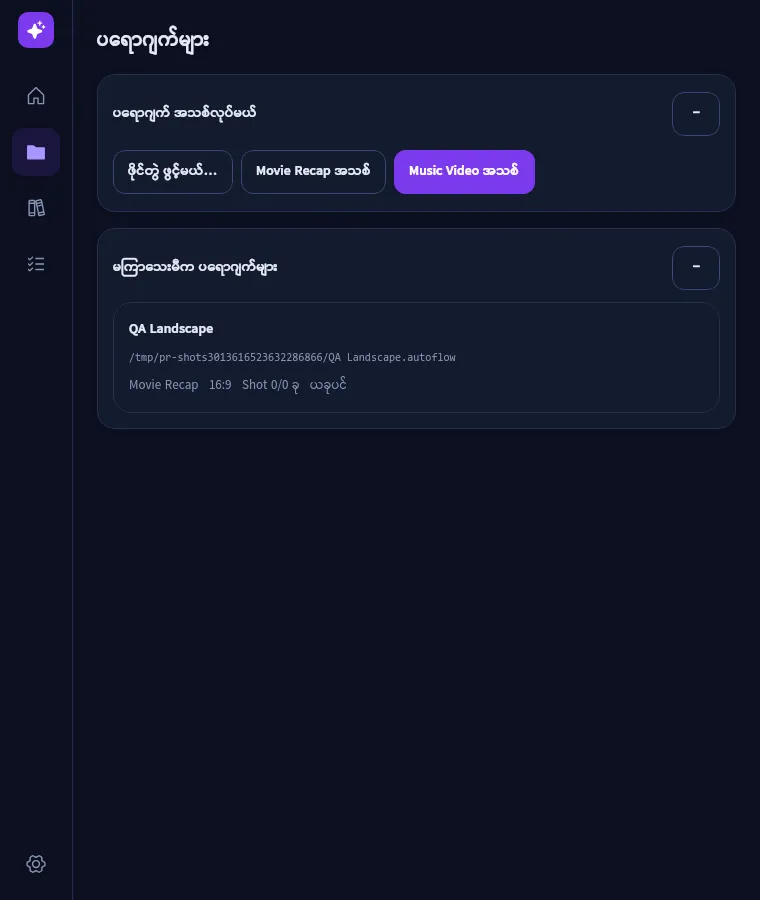 ပရောဂျက်များ
ပရောဂျက် အသစ်လုပ်မယ်
–
ဖိုင်တွဲ ဖွင့်မယ်...
Movie Recap အသစ်
Music Video အသစ်
မကြာသေးမီက ပရောဂျက်များ
–
QA Landscape
/tmp/pr-shots3013616523632286866/QA Landscape.autoflow
Movie Recap 16:9 Shot 0/0 ခု ယခုပင်